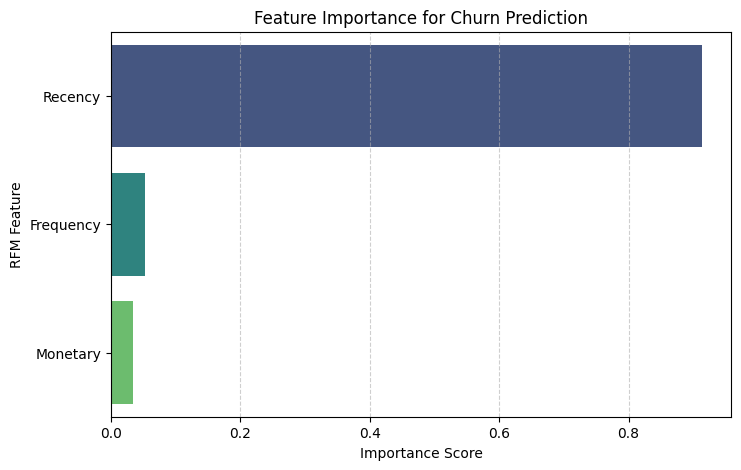 Feature Importance for Churn Prediction
RFM Feature
Recency
Frequency
Monetary
0.0 0.2 0.4 0.6 0.8
Importance Score